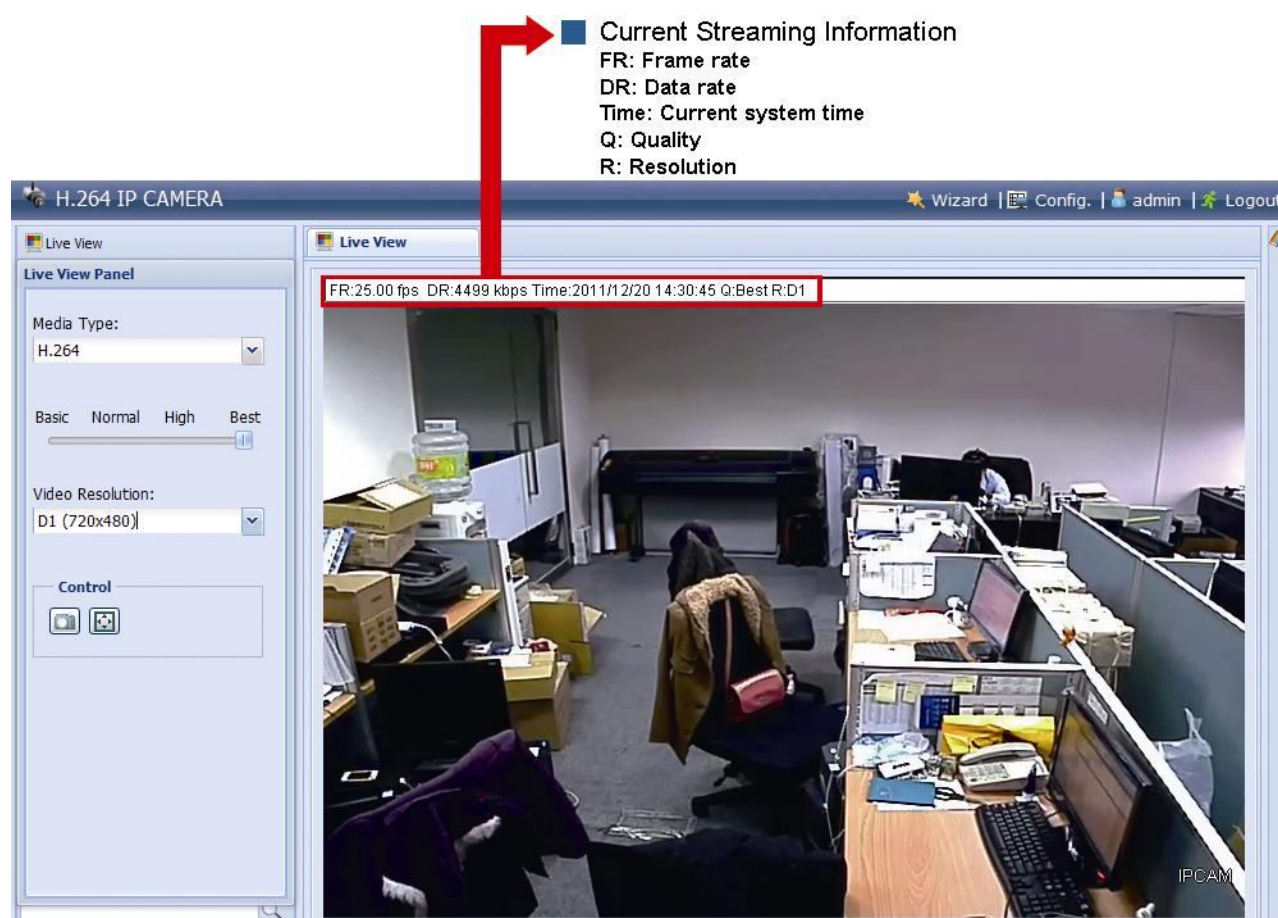 Current Streaming Information
FR: Frame rate
DR: Data rate
Time: Current system time
Q: Quality
R: Resolution
H.264 IP CAMERA
Wizard | Config. | admin | Logout
Live View
Live View
Live View Panel
FR:25.00 fps DR:4499 kbps Time:2011/12/20 14:30:45 Q:Best R:D1
Media Type:
H.264
Basic Normal High Best
Video Resolution:
D1 (720x480)
Control
IPCAM